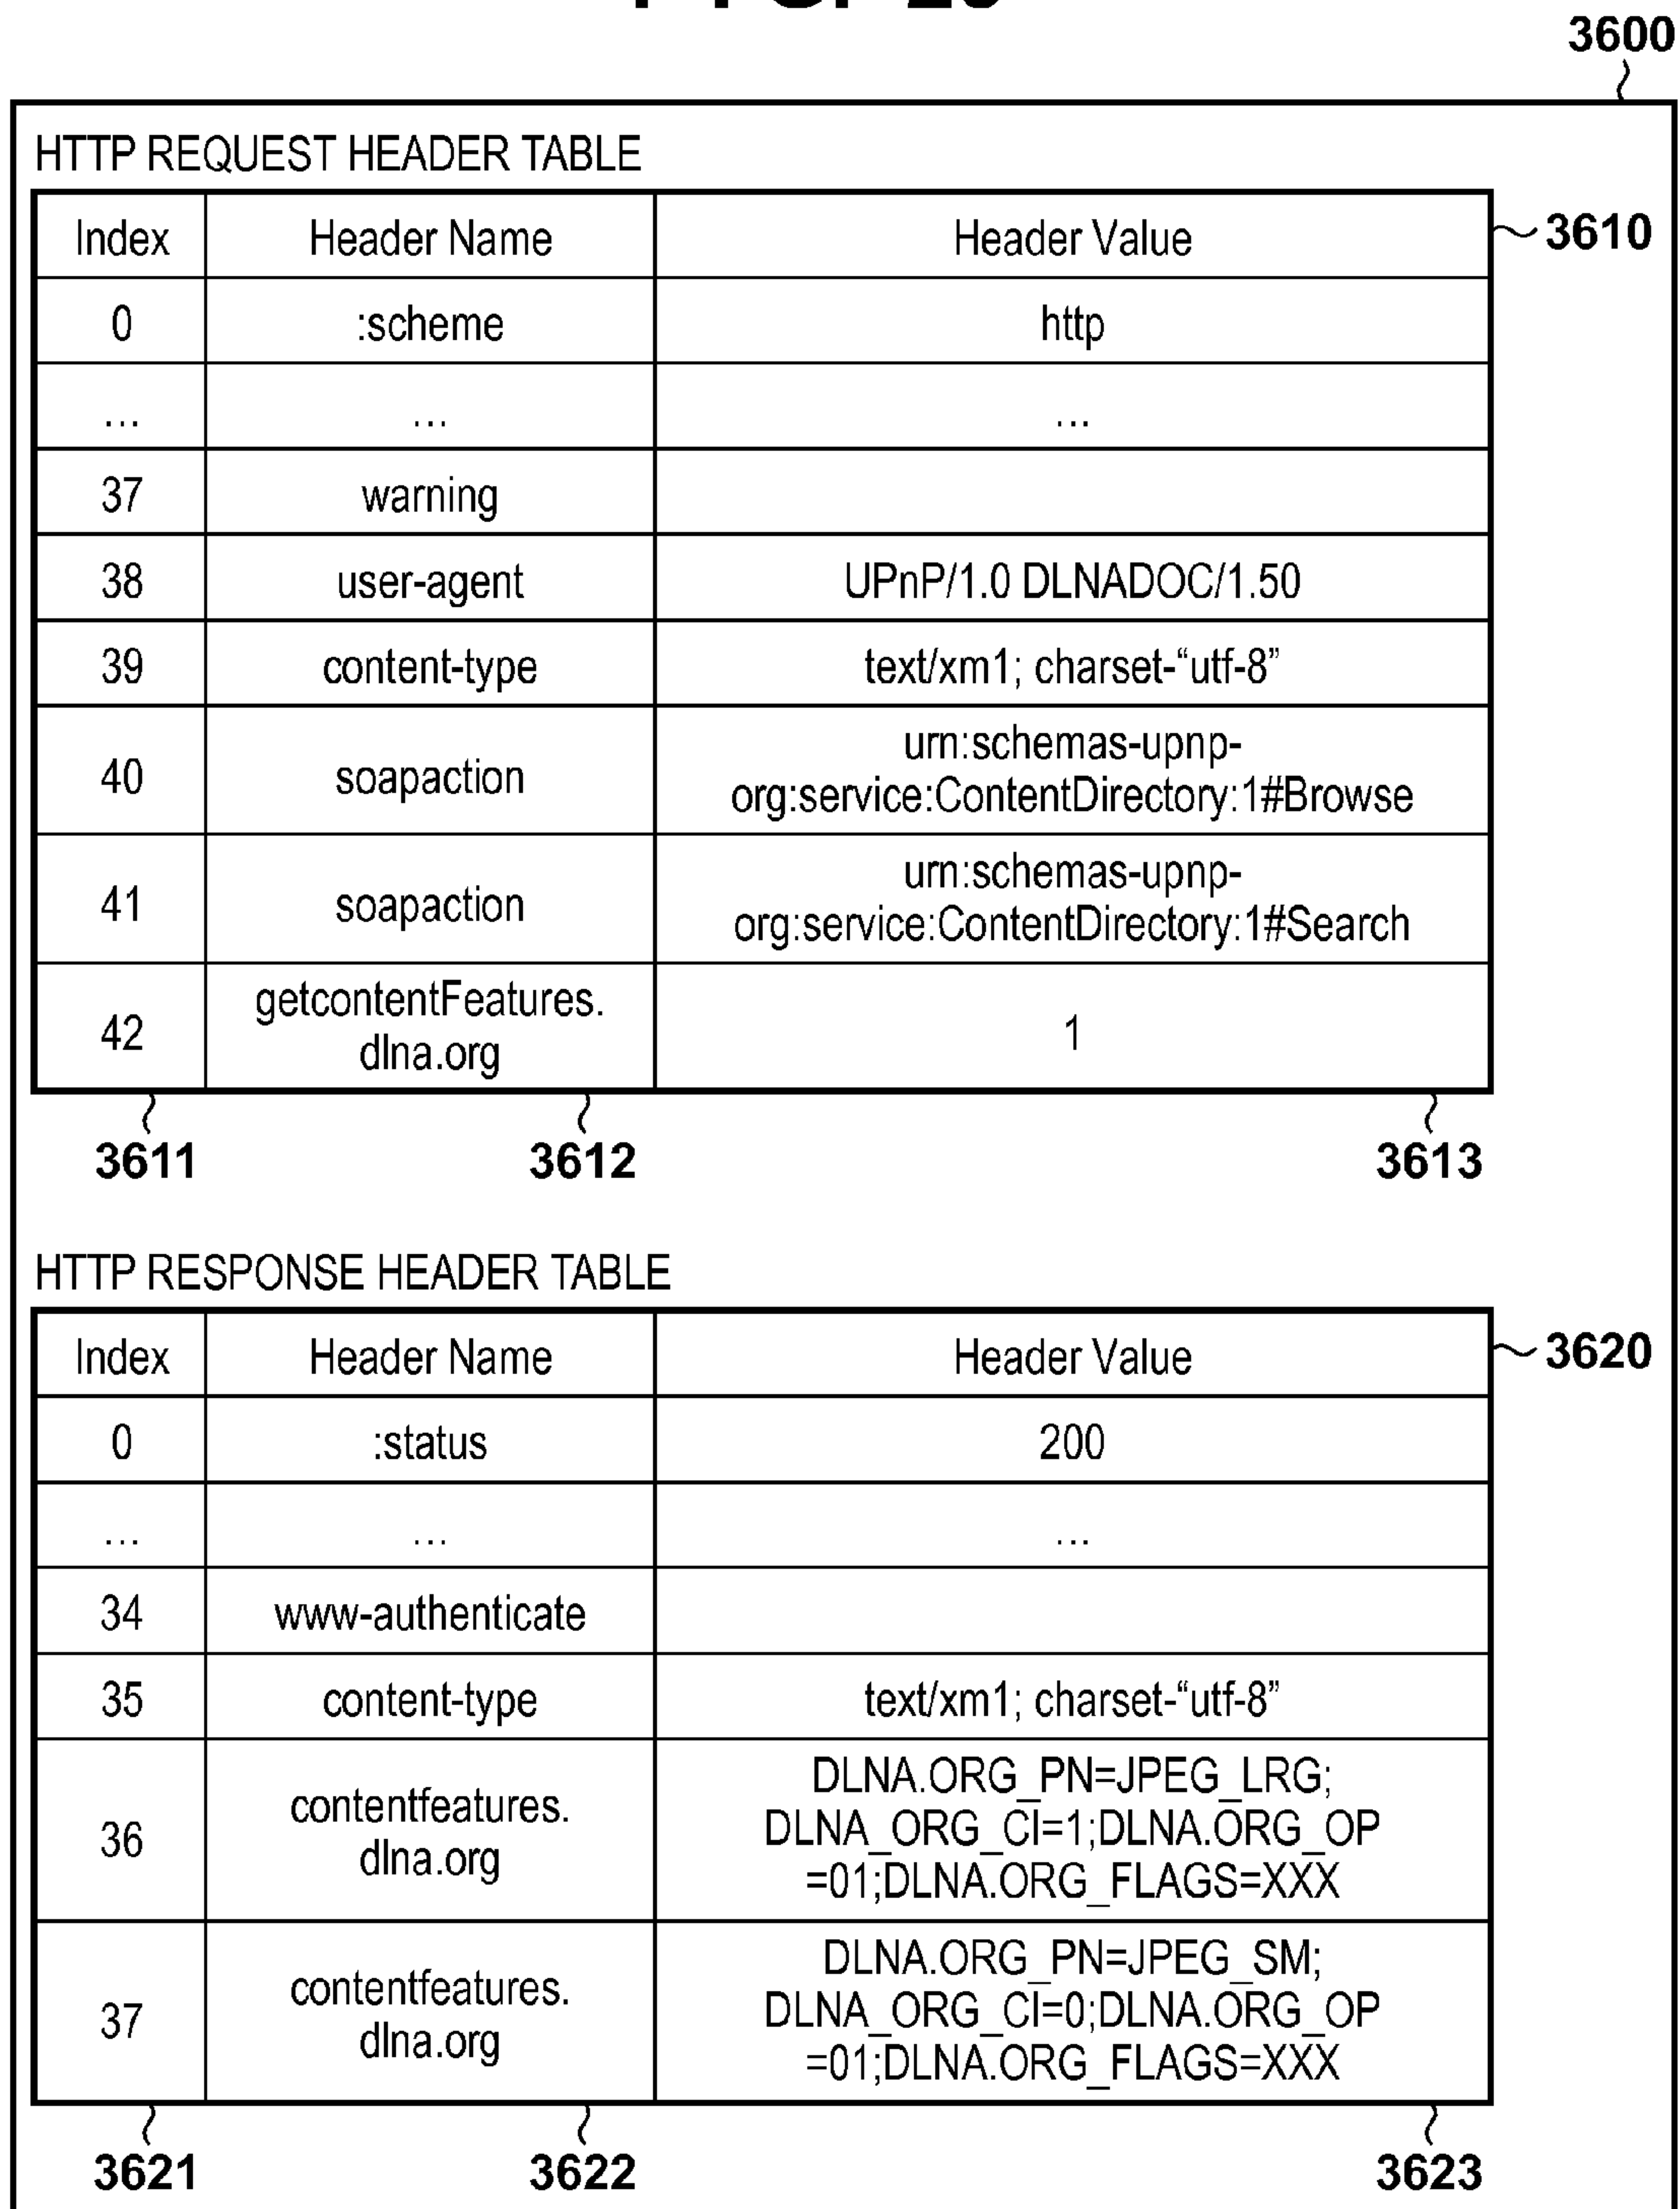 3600
HTTP REQUEST HEADER TABLE
Index Header Name Header Value
3610
0 :scheme http
... ... ...
37 warning
38 user-agent UPnP/1.0 DLNADOC/1.50
39 content-type text/xm1; charset-“utf-8”
40 soapaction urn:schemas-upnp-
org:service:ContentDirectory:1#Browse
41 soapaction urn:schemas-upnp-
org:service:ContentDirectory:1#Search
42 getcontentFeatures.
dlna.org 1
3611 3612 3613
HTTP RESPONSE HEADER TABLE
Index Header Name Header Value
3620
0 :status 200
... ... ...
34 www-authenticate
35 content-type text/xm1; charset-“utf-8”
36 contentfeatures.
dlna.org
DLNA.ORG_PN=JPEG_LRG;
DLNA_ORG_CI=1;DLNA.ORG_OP
=01;DLNA.ORG_FLAGS=XXX
37 contentfeatures.
dlna.org
DLNA.ORG_PN=JPEG_SM;
DLNA_ORG_CI=0;DLNA.ORG_OP
=01;DLNA.ORG_FLAGS=XXX
3621 3622 3623